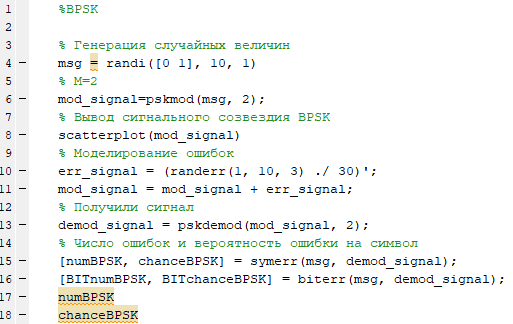 1 %BPSK
2
3 % Генерация случайных величин
4 – msg = randi([0 1], 10, 1)
5 % M=2
6 – mod_signal=pskmod(msg, 2);
7 % Вывод сигнального созвездия BPSK
8 – scatterplot(mod_signal)
9 % Моделирование ошибок
10 – err_signal = (randerr(1, 10, 3) ./ 30)';
11 – mod_signal = mod_signal + err_signal;
12 % Получили сигнал
13 – demod_signal = pskdemod(mod_signal, 2);
14 % Число ошибок и вероятность ошибки на символ
15 – [numBPSK, chanceBPSK] = symerr(msg, demod_signal);
16 – [BITnumBPSK, BITchanceBPSK] = biterr(msg, demod_signal);
17 – numBPSK
18 – chanceBPSK